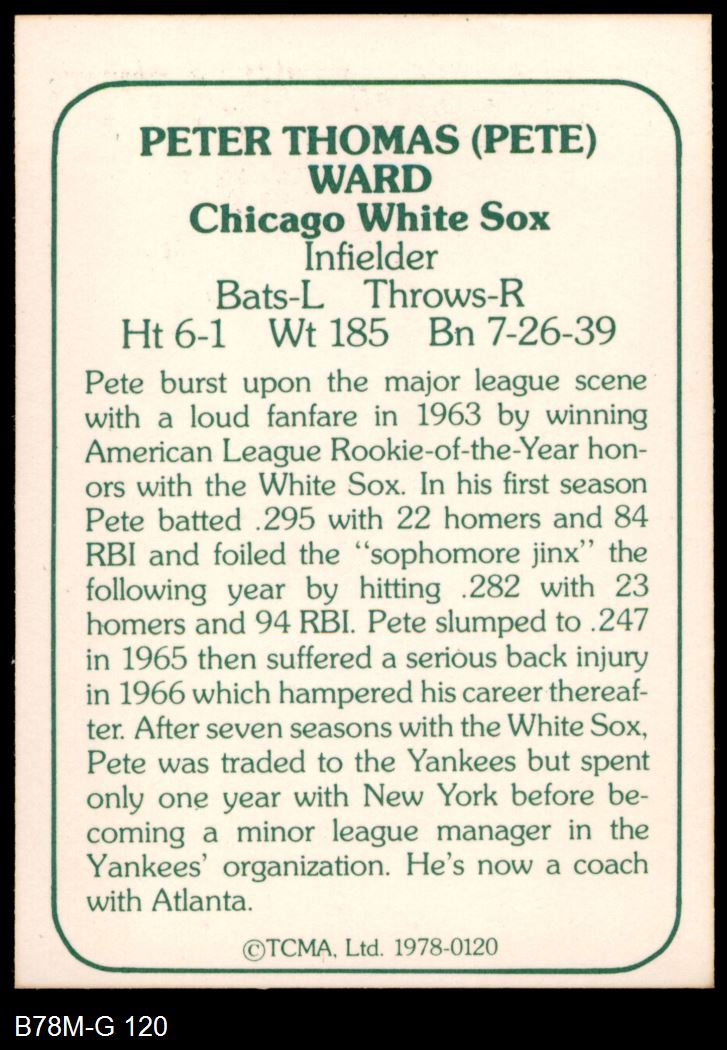 PETER THOMAS (PETE)
WARD
Chicago White Sox
Infielder
Bats-L Throws-R
Ht 6-1 Wt 185 Bn 7-26-39
Pete burst upon the major league scene
with a loud fanfare in 1963 by winning
American League Rookie-of-the-Year hon-
ors with the White Sox. In his first season
Pete batted .295 with 22 homers and 84
RBI and foiled the "sophomore jinx" the
following year by hitting .282 with 23
homers and 94 RBI. Pete slumped to .247
in 1965 then suffered a serious back injury
in 1966 which hampered his career thereaf-
ter. After seven seasons with the White Sox,
Pete was traded to the Yankees but spent
only one year with New York before be-
coming a minor league manager in the
Yankees' organization. He's now a coach
with Atlanta.
©TCMA, Ltd. 1978-0120
B78M-G 120